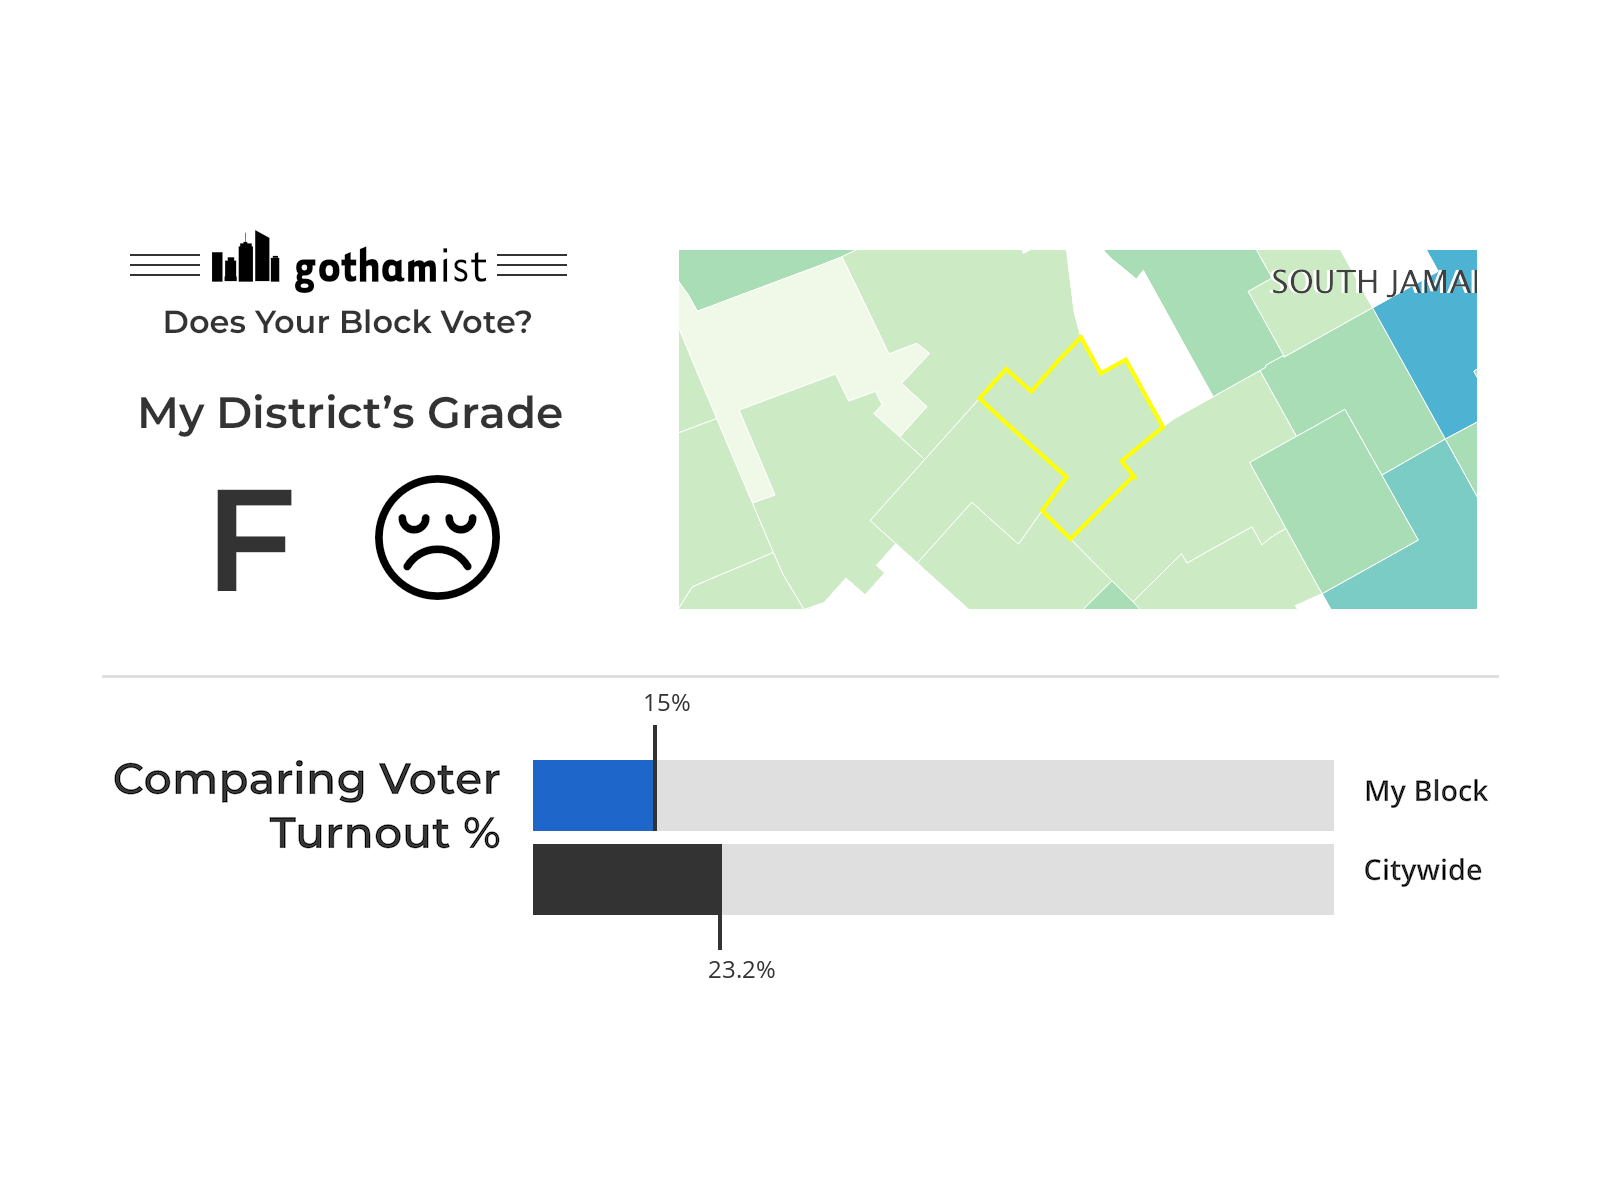 gothamist
Does Your Block Vote?
My District’s Grade
F
SOUTH JAMAI
15%
Comparing Voter
Turnout %
My Block
Citywide
23.2%